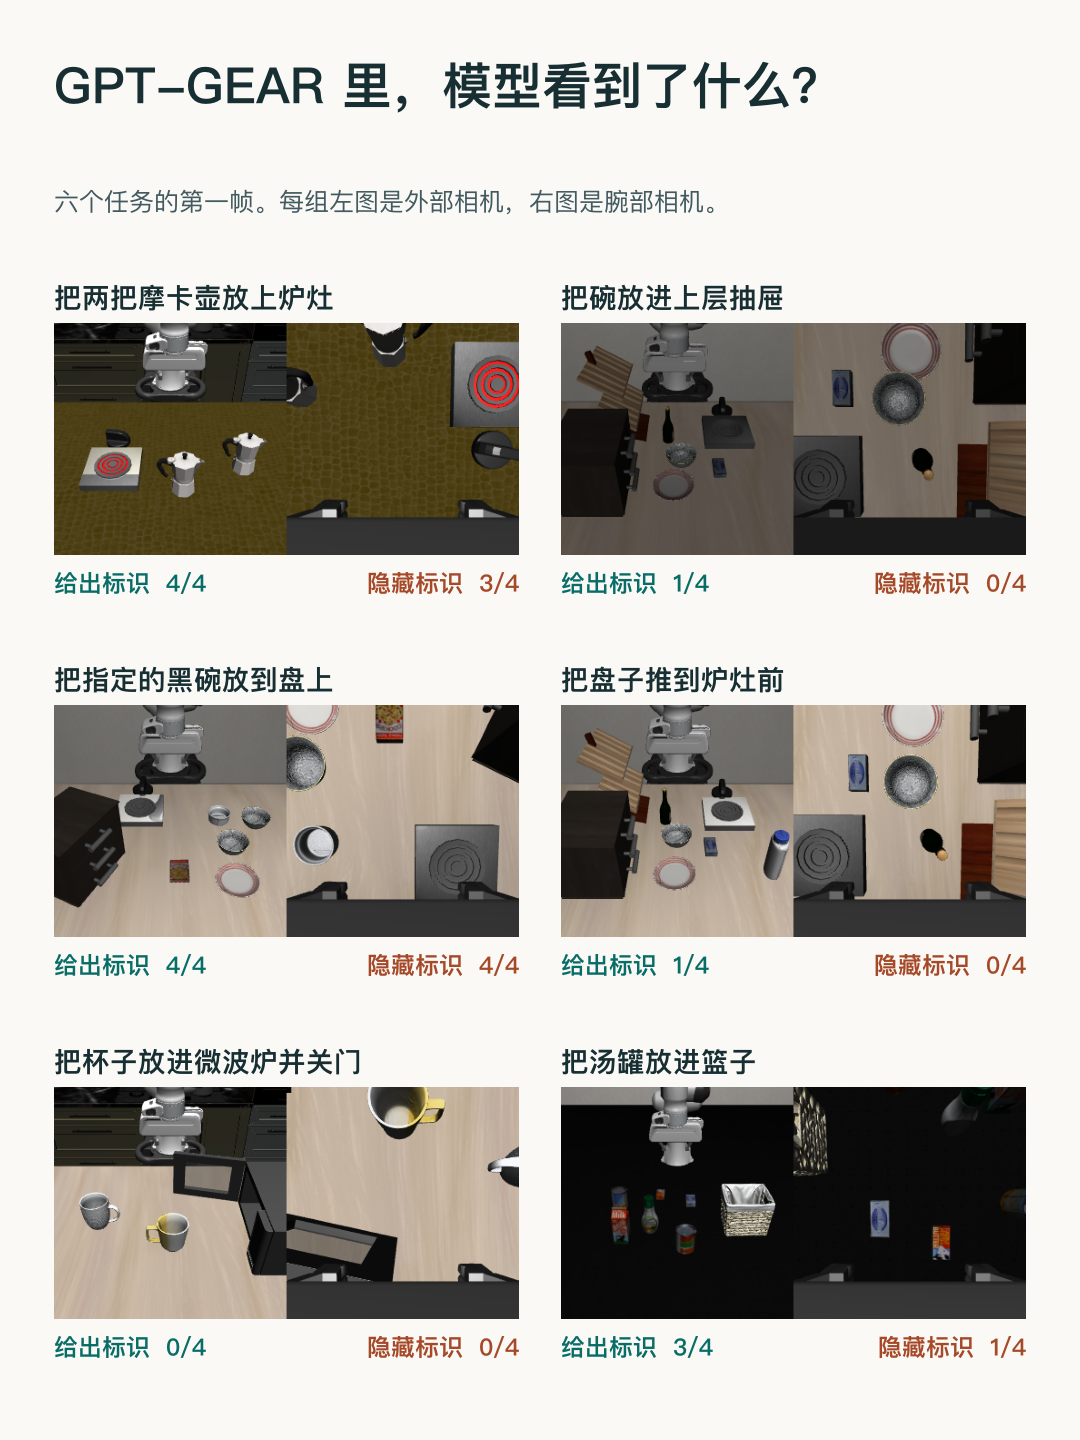 GPT–GEAR 里，模型看到了什么？
六个任务的第一帧。每组左图是外部相机，右图是腕部相机。
把两把摩卡壶放上炉灶
把碗放进上层抽屉
给出标识 4/4
隐藏标识 3/4
给出标识 1/4
隐藏标识 0/4
把指定的黑碗放到盘上
把盘子推到炉灶前
给出标识 4/4
隐藏标识 4/4
给出标识 1/4
隐藏标识 0/4
把杯子放进微波炉并关门
把汤罐放进篮子
给出标识 0/4
隐藏标识 0/4
给出标识 3/4
隐藏标识 1/4